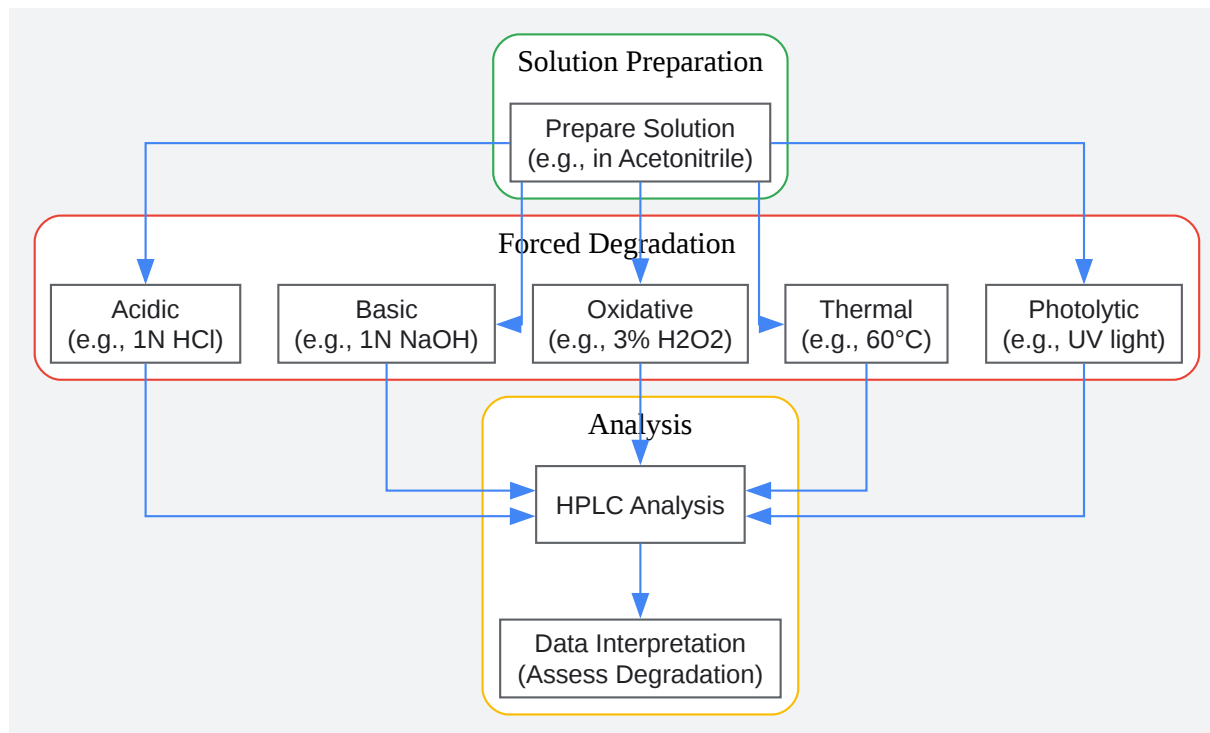 Solution Preparation
Prepare Solution
(e.g., in Acetonitrile)
Forced Degradation
Acidic
(e.g., 1N HCl)
Basic
(e.g., 1N NaOH)
Oxidative
(e.g., 3% H2O2)
Thermal
(e.g., 60°C)
Photolytic
(e.g., UV light)
Analysis
HPLC Analysis
Data Interpretation
(Assess Degradation)